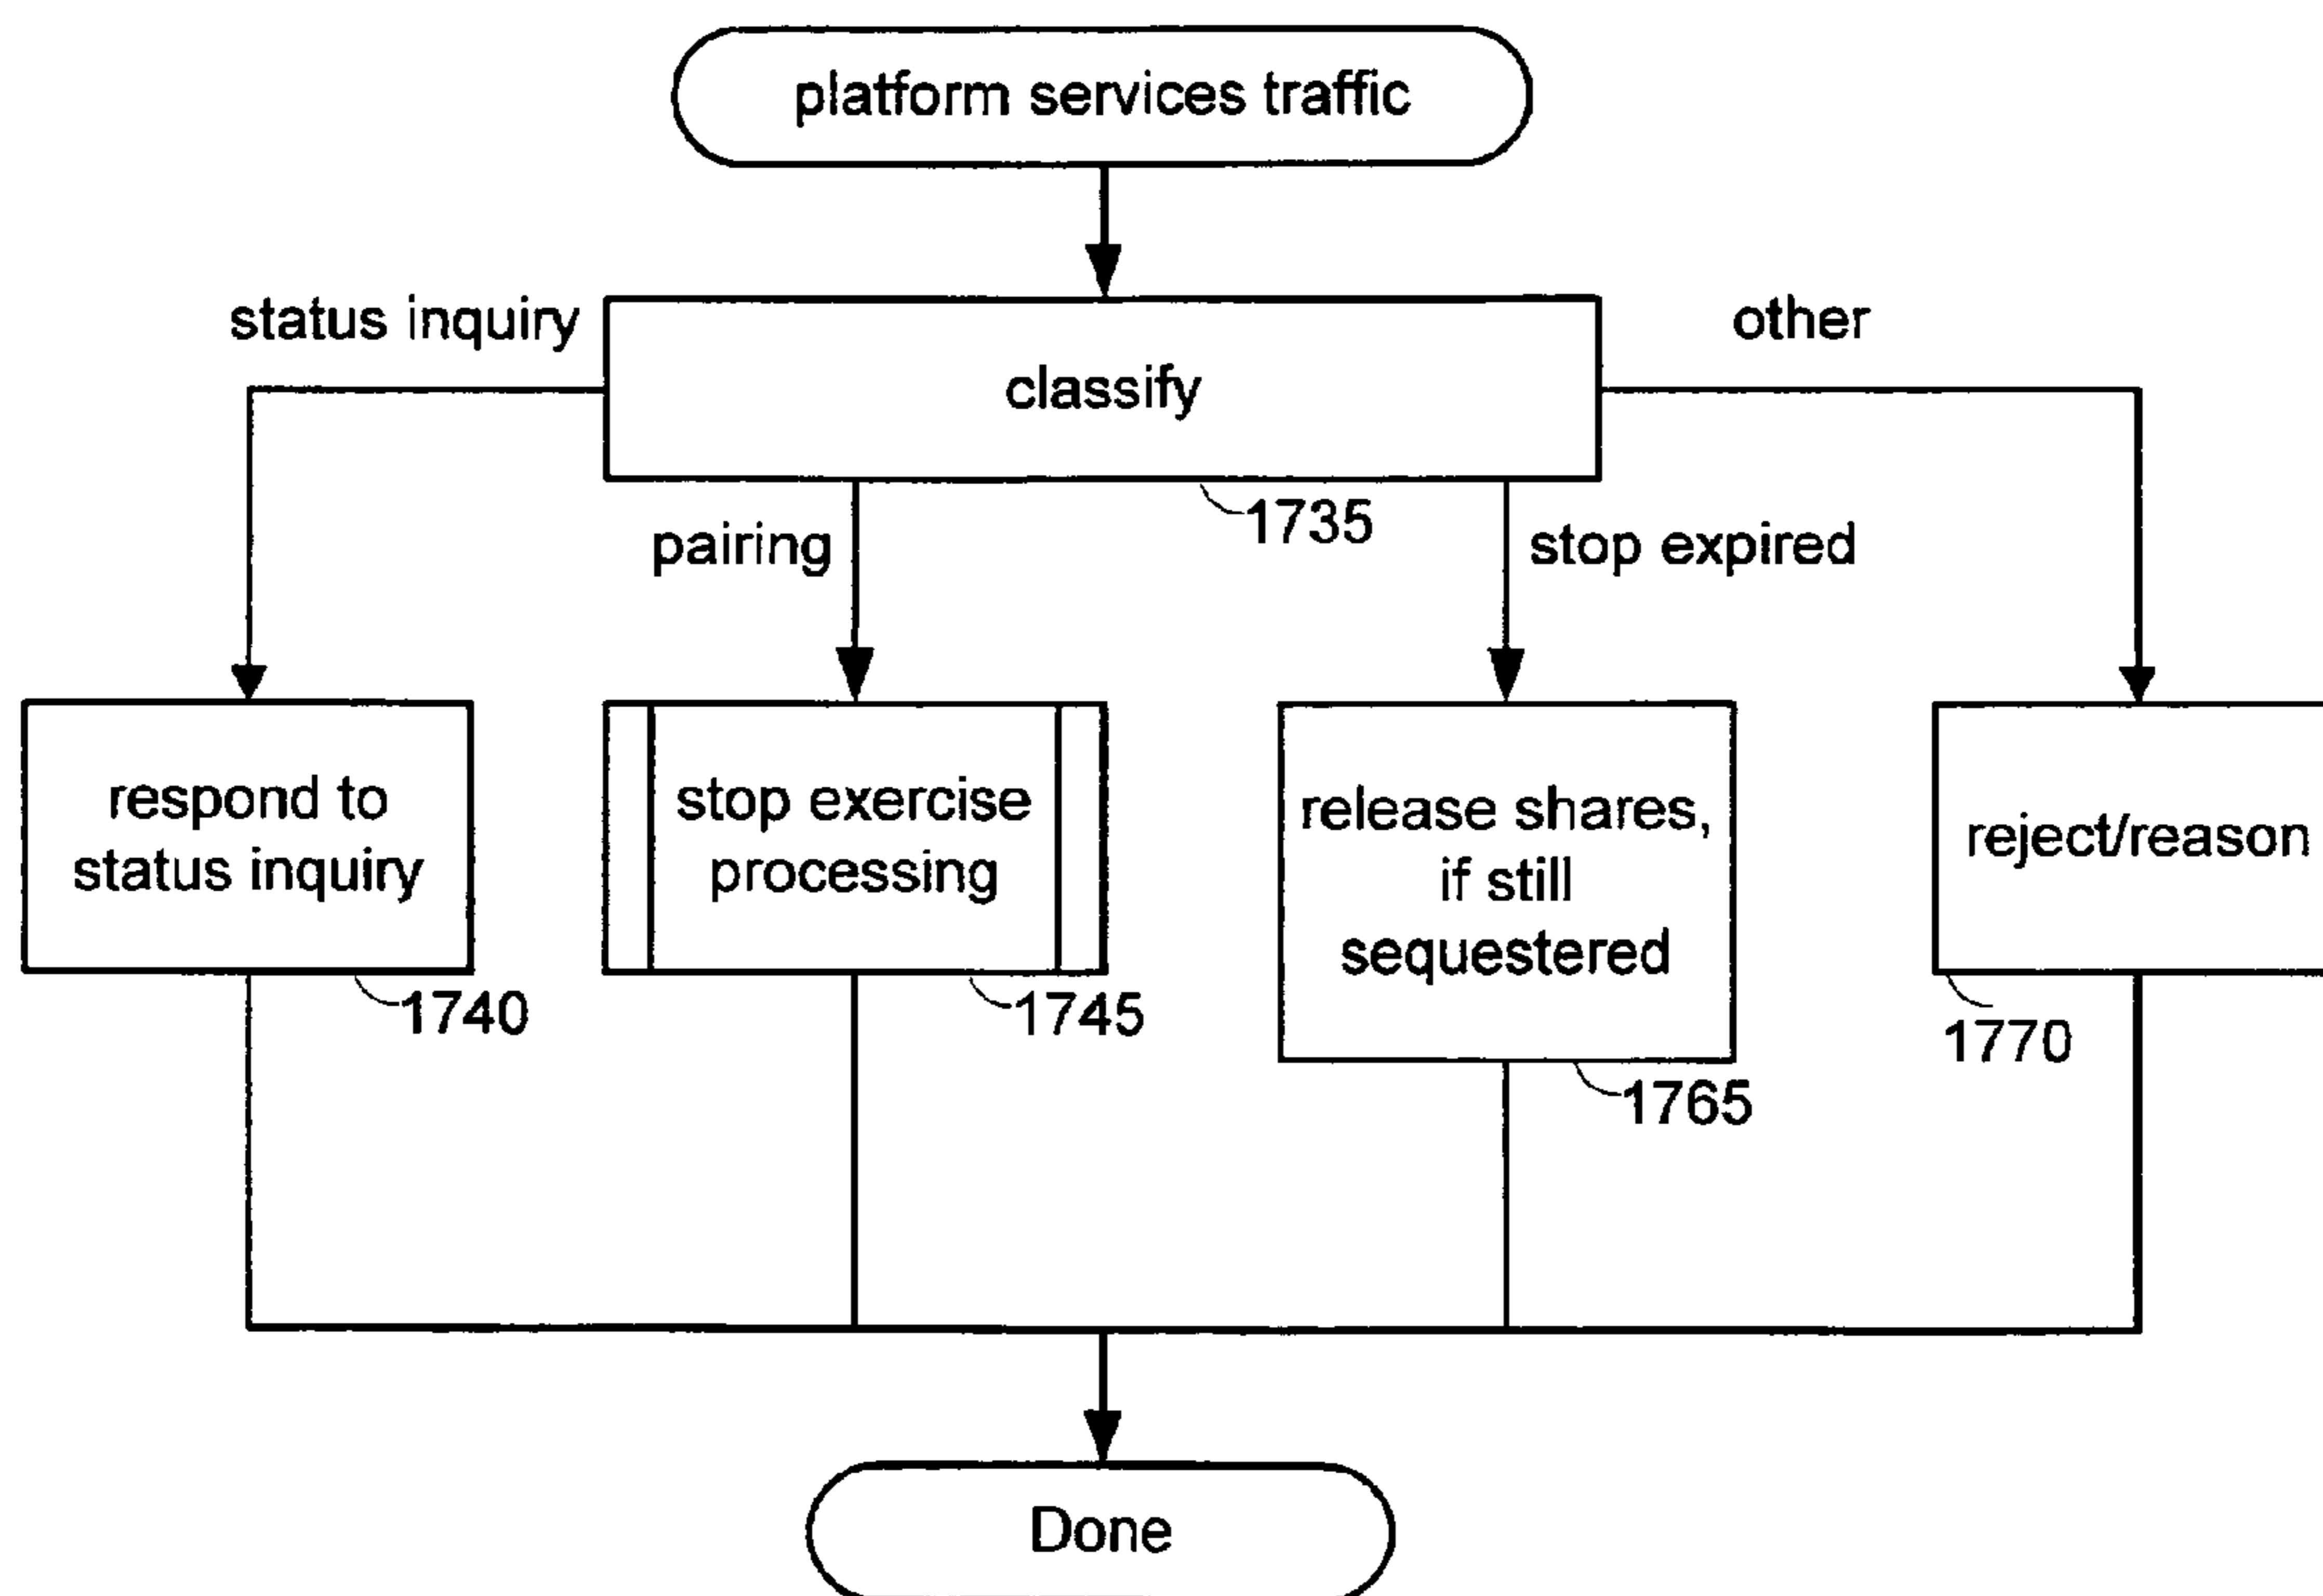 platform services traffic
status inquiry
other
classify
1735
pairing
stop expired
respond to
status inquiry
1740
stop exercise
processing
1745
release shares,
if still
sequestered
1765
reject/reason
1770
Done